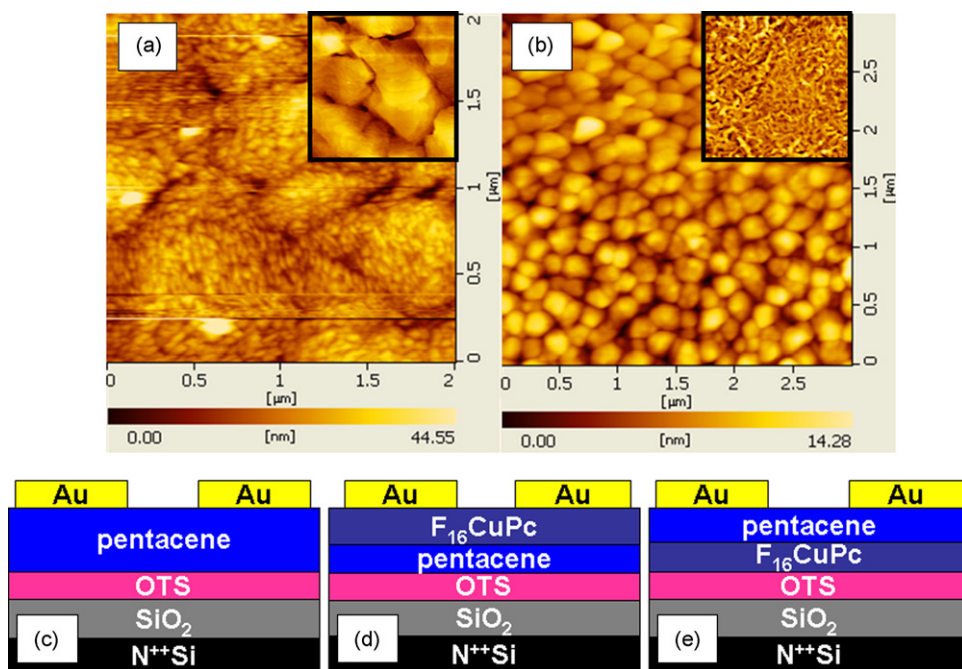 (a)
2
1.5
1
[µm]
0.5
0
0
0.5
1
1.5
2
[µm]
0.00 [nm] 44.55
(b)
2.5
2
1.5
[µm]
1
0.5
0
0
0.5
1
1.5
2
2.5
[µm]
0.00 [nm] 14.28
Au Au
pentacene
OTS
SiO₂
(c) N⁺⁺Si
Au Au
F₁₆CuPc
pentacene
OTS
SiO₂
(d) N⁺⁺Si
Au Au
pentacene
F₁₆CuPc
OTS
SiO₂
(e) N⁺⁺Si